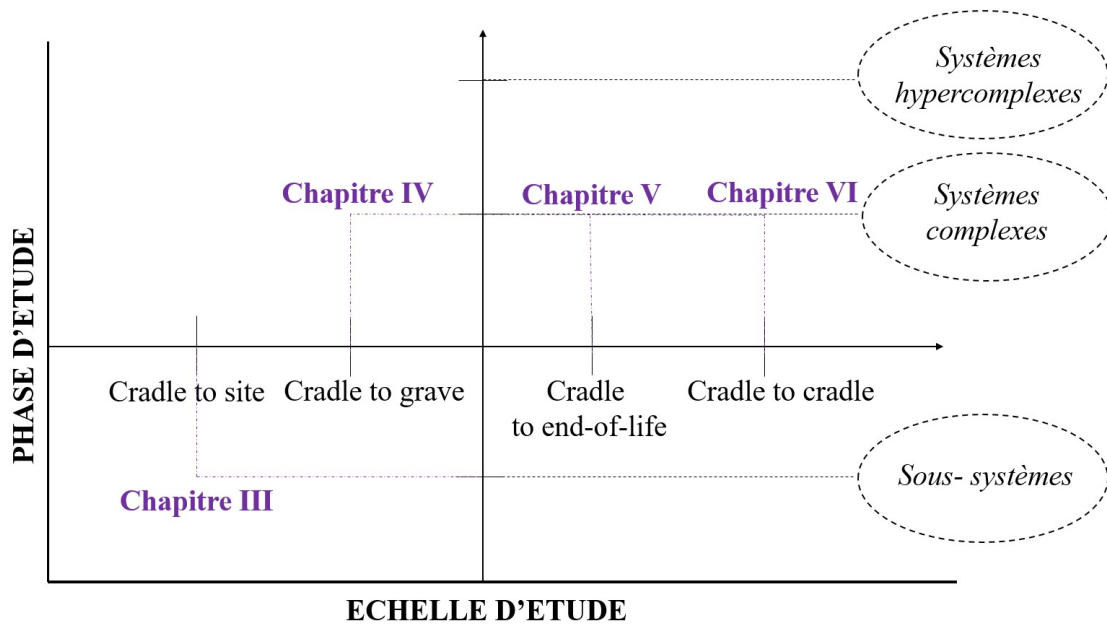 Systèmes
hypercomplexes
Chapitre IV
Chapitre V
Chapitre VI
Systèmes
complexes
PHASE D'ETUDE
Cradle to site
Cradle to grave
Cradle
to end-of-life
Cradle to cradle
Chapitre III
Sous- systèmes
ECHELLE D'ETUDE